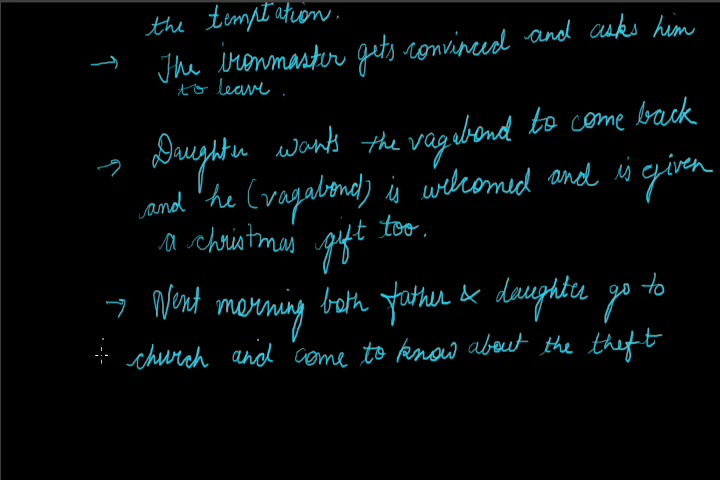 the temptation.
→ The ironmaster gets convinced and asks him
to leave.
→ Daughter wants the vagabond to come back
and he (vagabond) is welcomed and is given
a christmas gift too.
→ Next morning both father & daughter go to
church and come to know about the theft